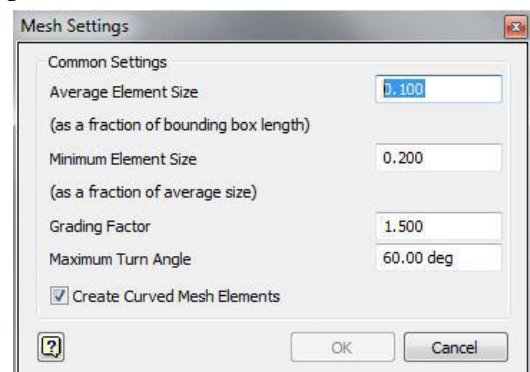 Mesh Settings
Common Settings
Average Element Size 0.100
(as a fraction of bounding box length)
Minimum Element Size 0.200
(as a fraction of average size)
Grading Factor 1.500
Maximum Turn Angle 60.00 deg
Create Curved Mesh Elements
OK Cancel